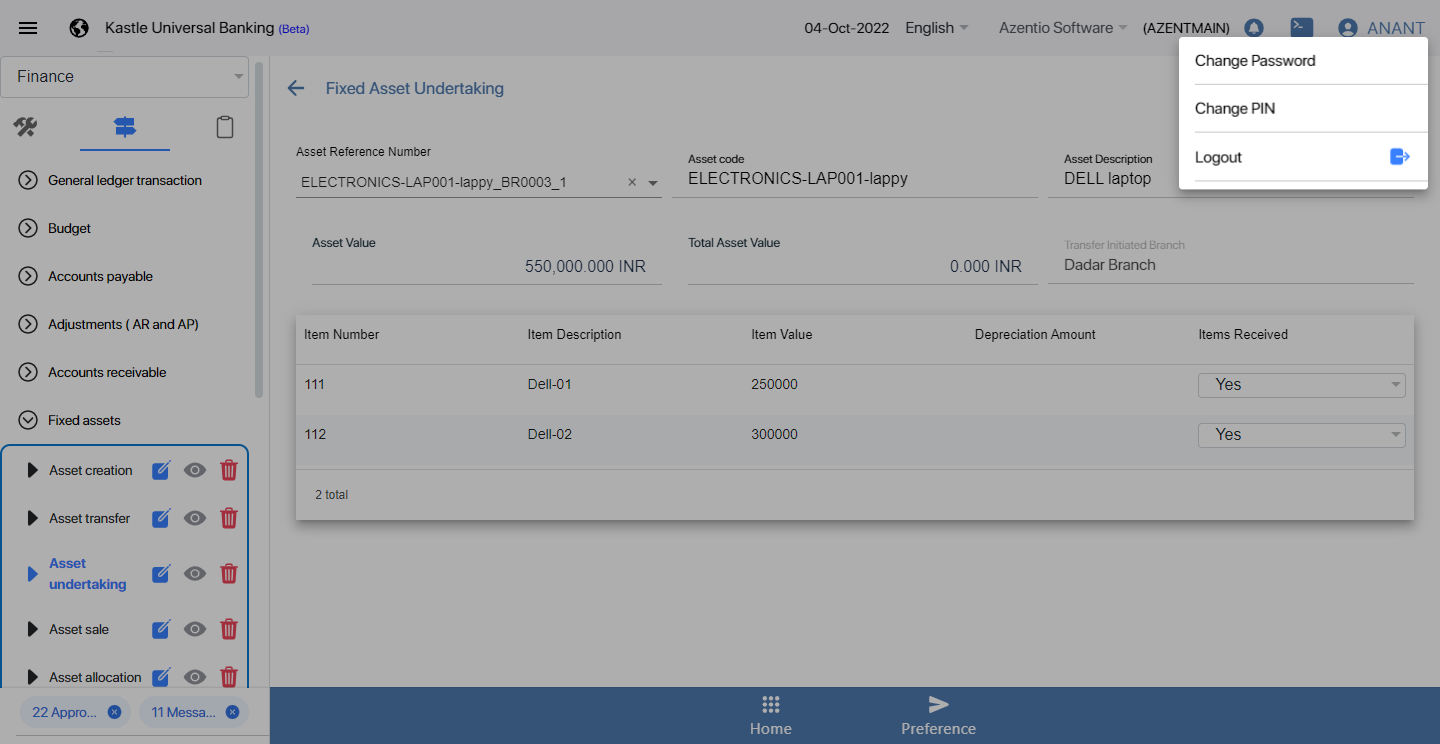 Kastle Universal Banking (Beta)
04-Oct-2022
English
Azentio Software
(AZENTMAIN)
ANANT
Change Password
Change PIN
Logout
Finance
General ledger transaction
Budget
Accounts payable
Adjustments ( AR and AP)
Accounts receivable
Fixed assets
Asset creation
Asset transfer
Asset
undertaking
Asset sale
Asset allocation
22 Appro...
11 Messa...
Fixed Asset Undertaking
Asset Reference Number
ELECTRONICS-LAP001-lappy_BR0003_1
Asset code
ELECTRONICS-LAP001-lappy
Asset Description
DELL laptop
Asset Value
550,000.000 INR
Total Asset Value
0.000 INR
Transfer Initiated Branch
Dadar Branch
Item Number Item Description Item Value Depreciation Amount Items Received
111 Dell-01 250000 Yes
112 Dell-02 300000 Yes
2 total
Home
Preference